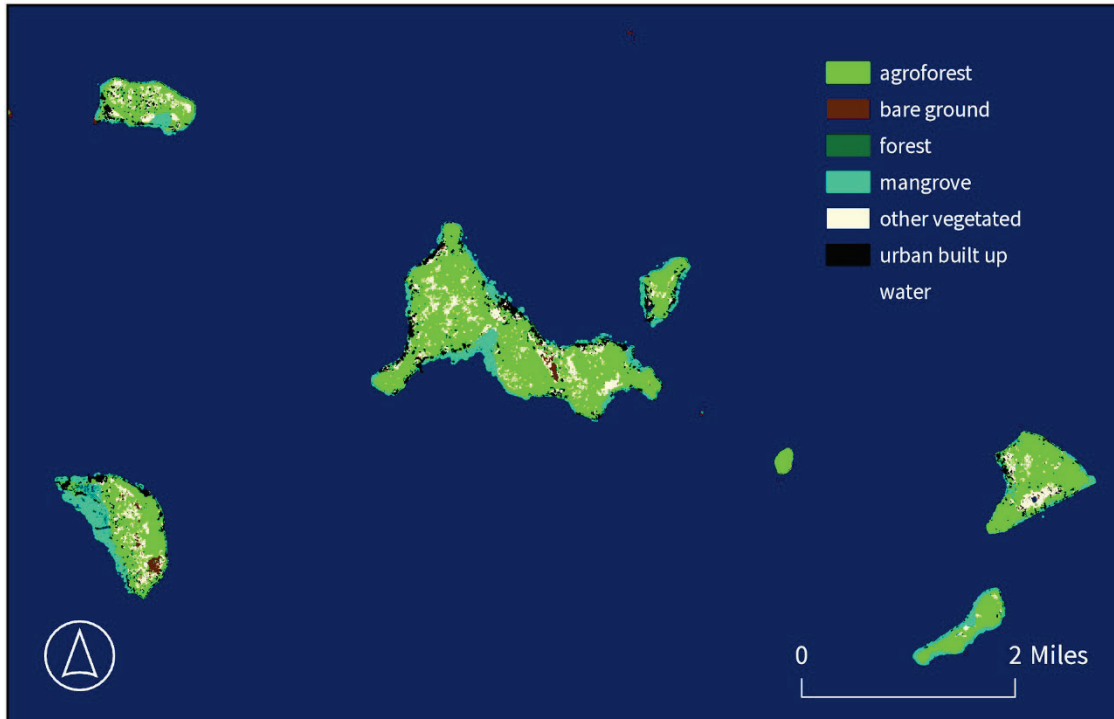 agroforest
bare ground
forest
mangrove
other vegetated
urban built up
water
0 2 Miles